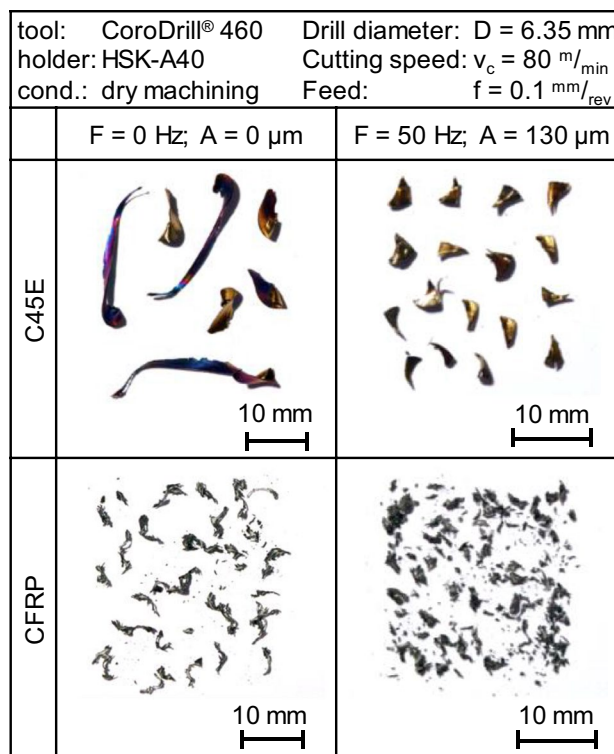 tool: CoroDrill® 460 Drill diameter: D = 6.35 mm
holder: HSK-A40 Cutting speed: v_c = 80 m/min
cond.: dry machining Feed: f = 0.1 mm/rev
F = 0 Hz; A = 0 µm F = 50 Hz; A = 130 µm
C45E
10 mm 10 mm
CFRP
10 mm 10 mm